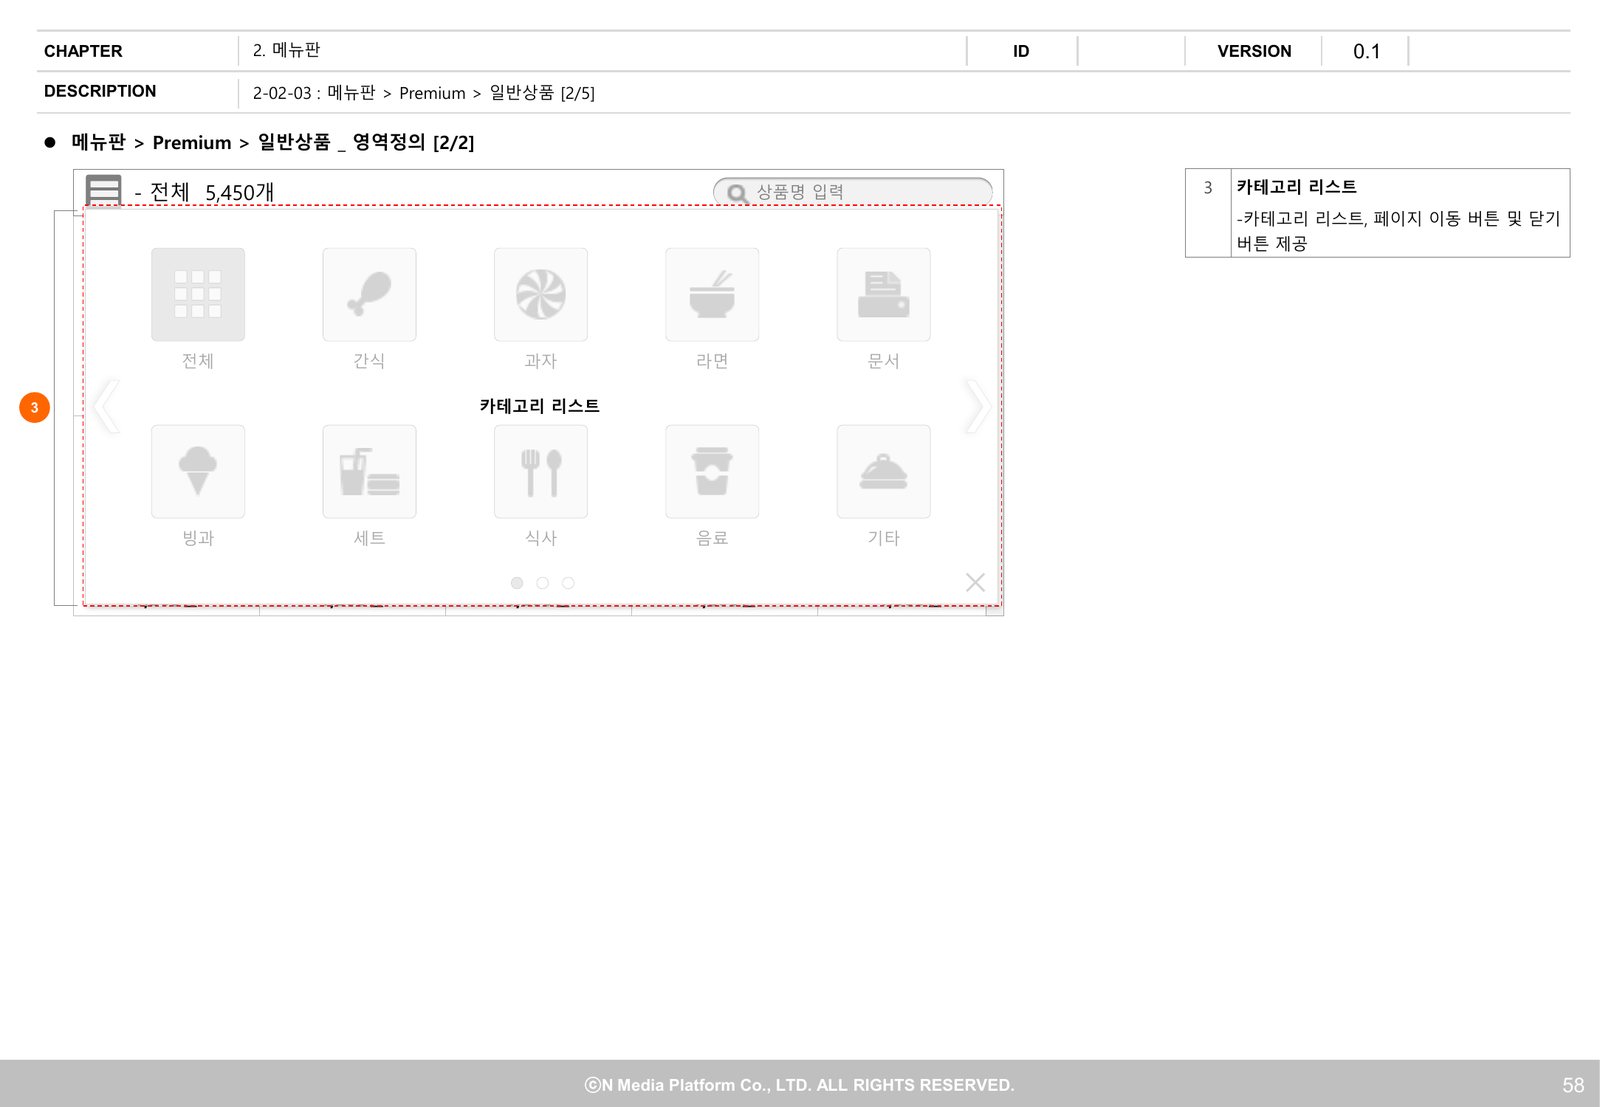 CHAPTER 2. 메뉴판 ID VERSION 0.1
DESCRIPTION 2-02-03 : 메뉴판 > Premium > 일반상품 [2/5]
● 메뉴판 > Premium > 일반상품 _ 영역정의 [2/2]
- 전체 5,450개 상품명 입력
전체 간식 과자 라면 문서
3
카테고리 리스트
빙과 세트 식사 음료 기타
3 카테고리 리스트
-카테고리 리스트, 페이지 이동 버튼 및 닫기
버튼 제공
ⓒN Media Platform Co., LTD. ALL RIGHTS RESERVED.
58